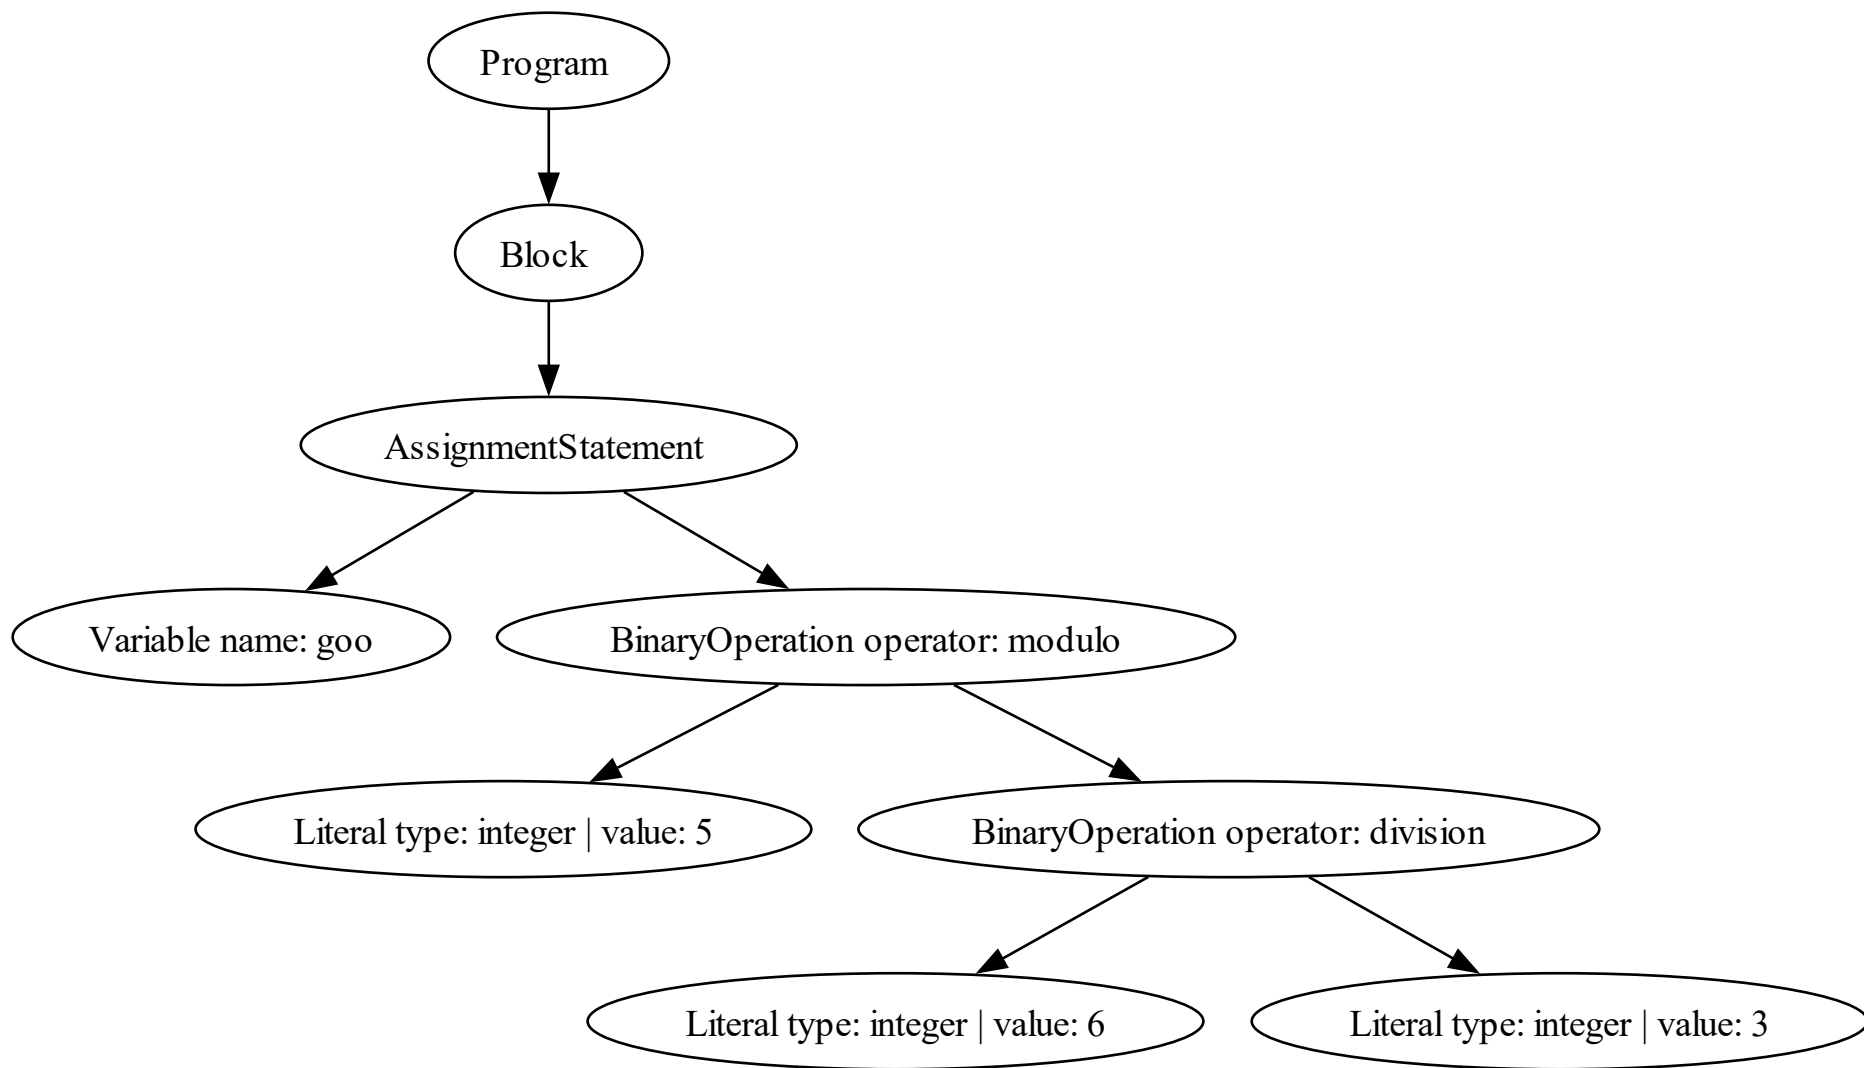 Program
Block
AssignmentStatement
Variable name: goo
BinaryOperation operator: modulo
Literal type: integer | value: 5
BinaryOperation operator: division
Literal type: integer | value: 6
Literal type: integer | value: 3